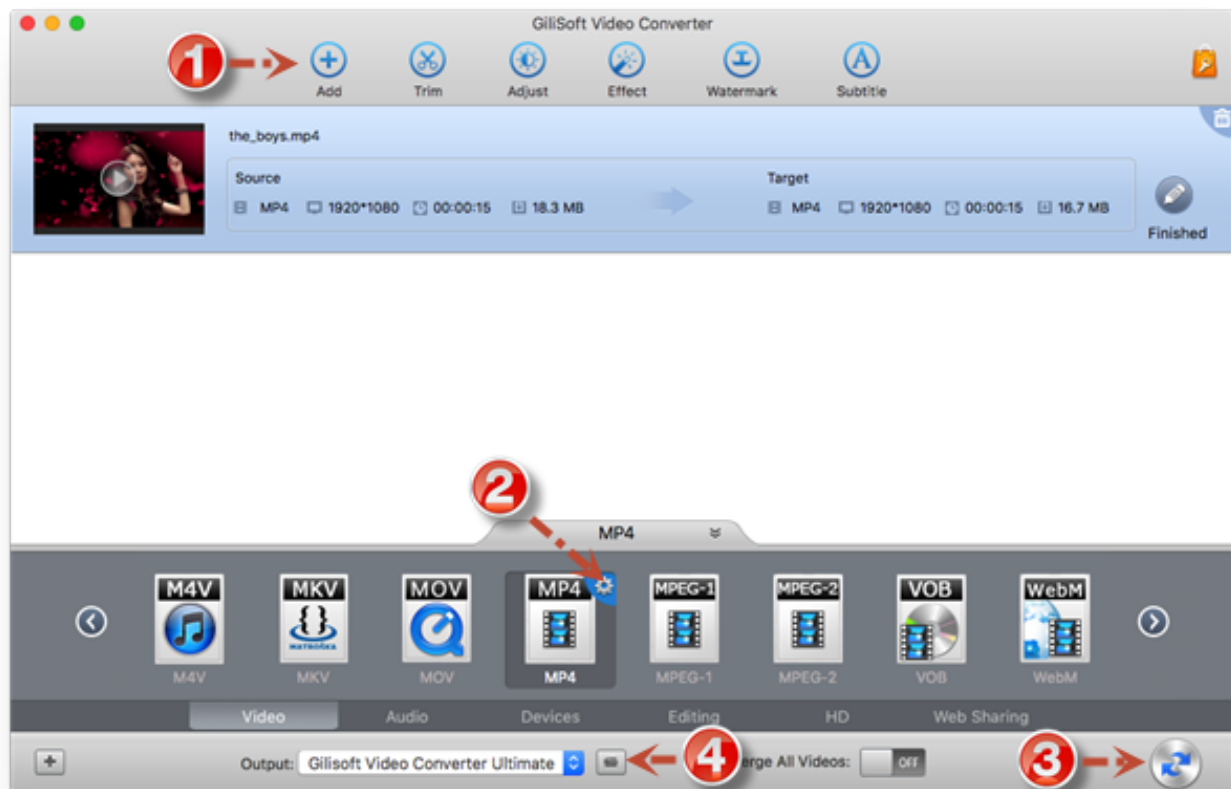 GiliSoft Video Converter
1
Add Trim Adjust Effect Watermark Subtitle
the_boys.mp4
Source Target
MP4 1920*1080 00:00:15 18.3 MB MP4 1920*1080 00:00:15 16.7 MB
Finished
2
MP4
M4V MKV MOV MP4 MPEG-1 MPEG-2 VOB WebM
MATROŠKA
M4V MKV MOV MP4 MPEG-1 MPEG-2 VOB WebM
Video Audio Devices Editing HD Web Sharing
Output: Gilisoft Video Converter Ultimate 4 erge All Videos: OFF 3